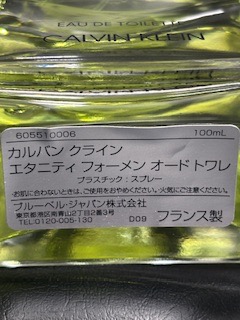 EAU DE TOILETTE
CALVIN KLEIN
605510006 100mL
カルバン クライン
エタニティ フォーメン オードトワレ
プラスチック：スプレー
・お肌に合わないときは、ご使用をおやめください。・火気にご注意ください。
ブルーベル・ジャパン株式会社
東京都港区南青山2丁目2番3号
TEL:0120-005-130 D09 フランス製